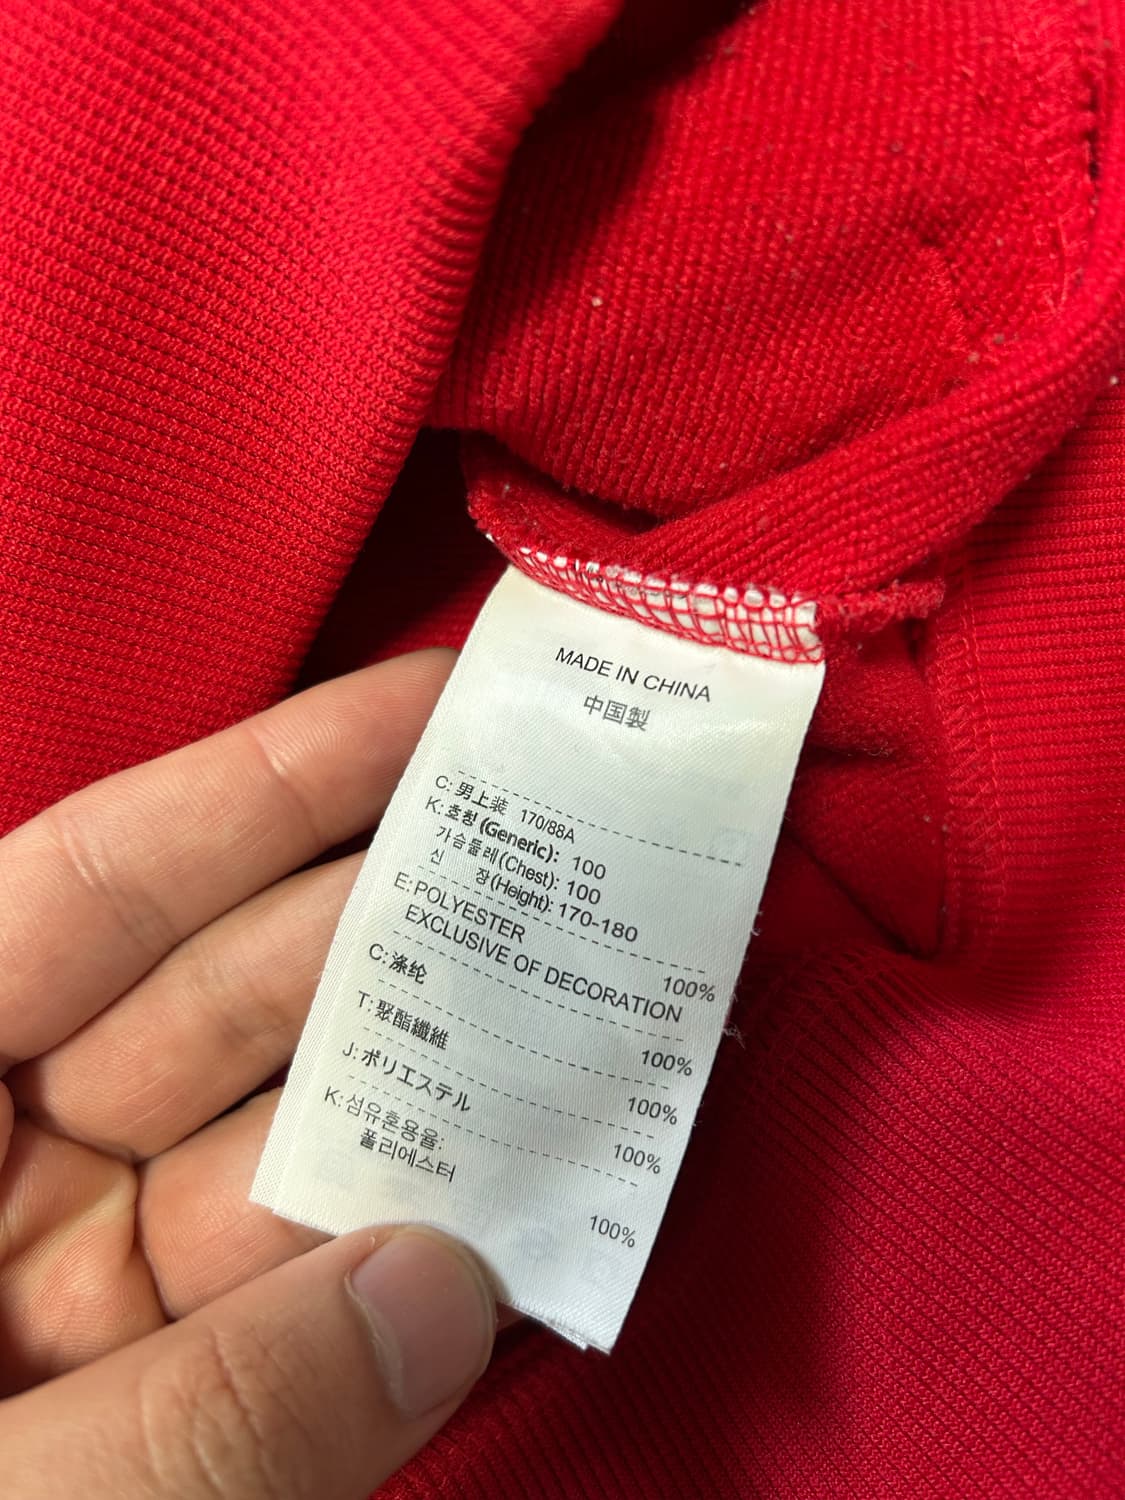 MADE IN CHINA
中国製
C: 男上装 170/88A
K: 호칭 (Generic): 100
가슴둘레(Chest): 100
신 장(Height): 170-180
E: POLYESTER 100%
EXCLUSIVE OF DECORATION
C: 涤纶 100%
T: 聚酯纖維 100%
J: ポリエステル 100%
K: 섬유혼용율:
폴리에스터 100%